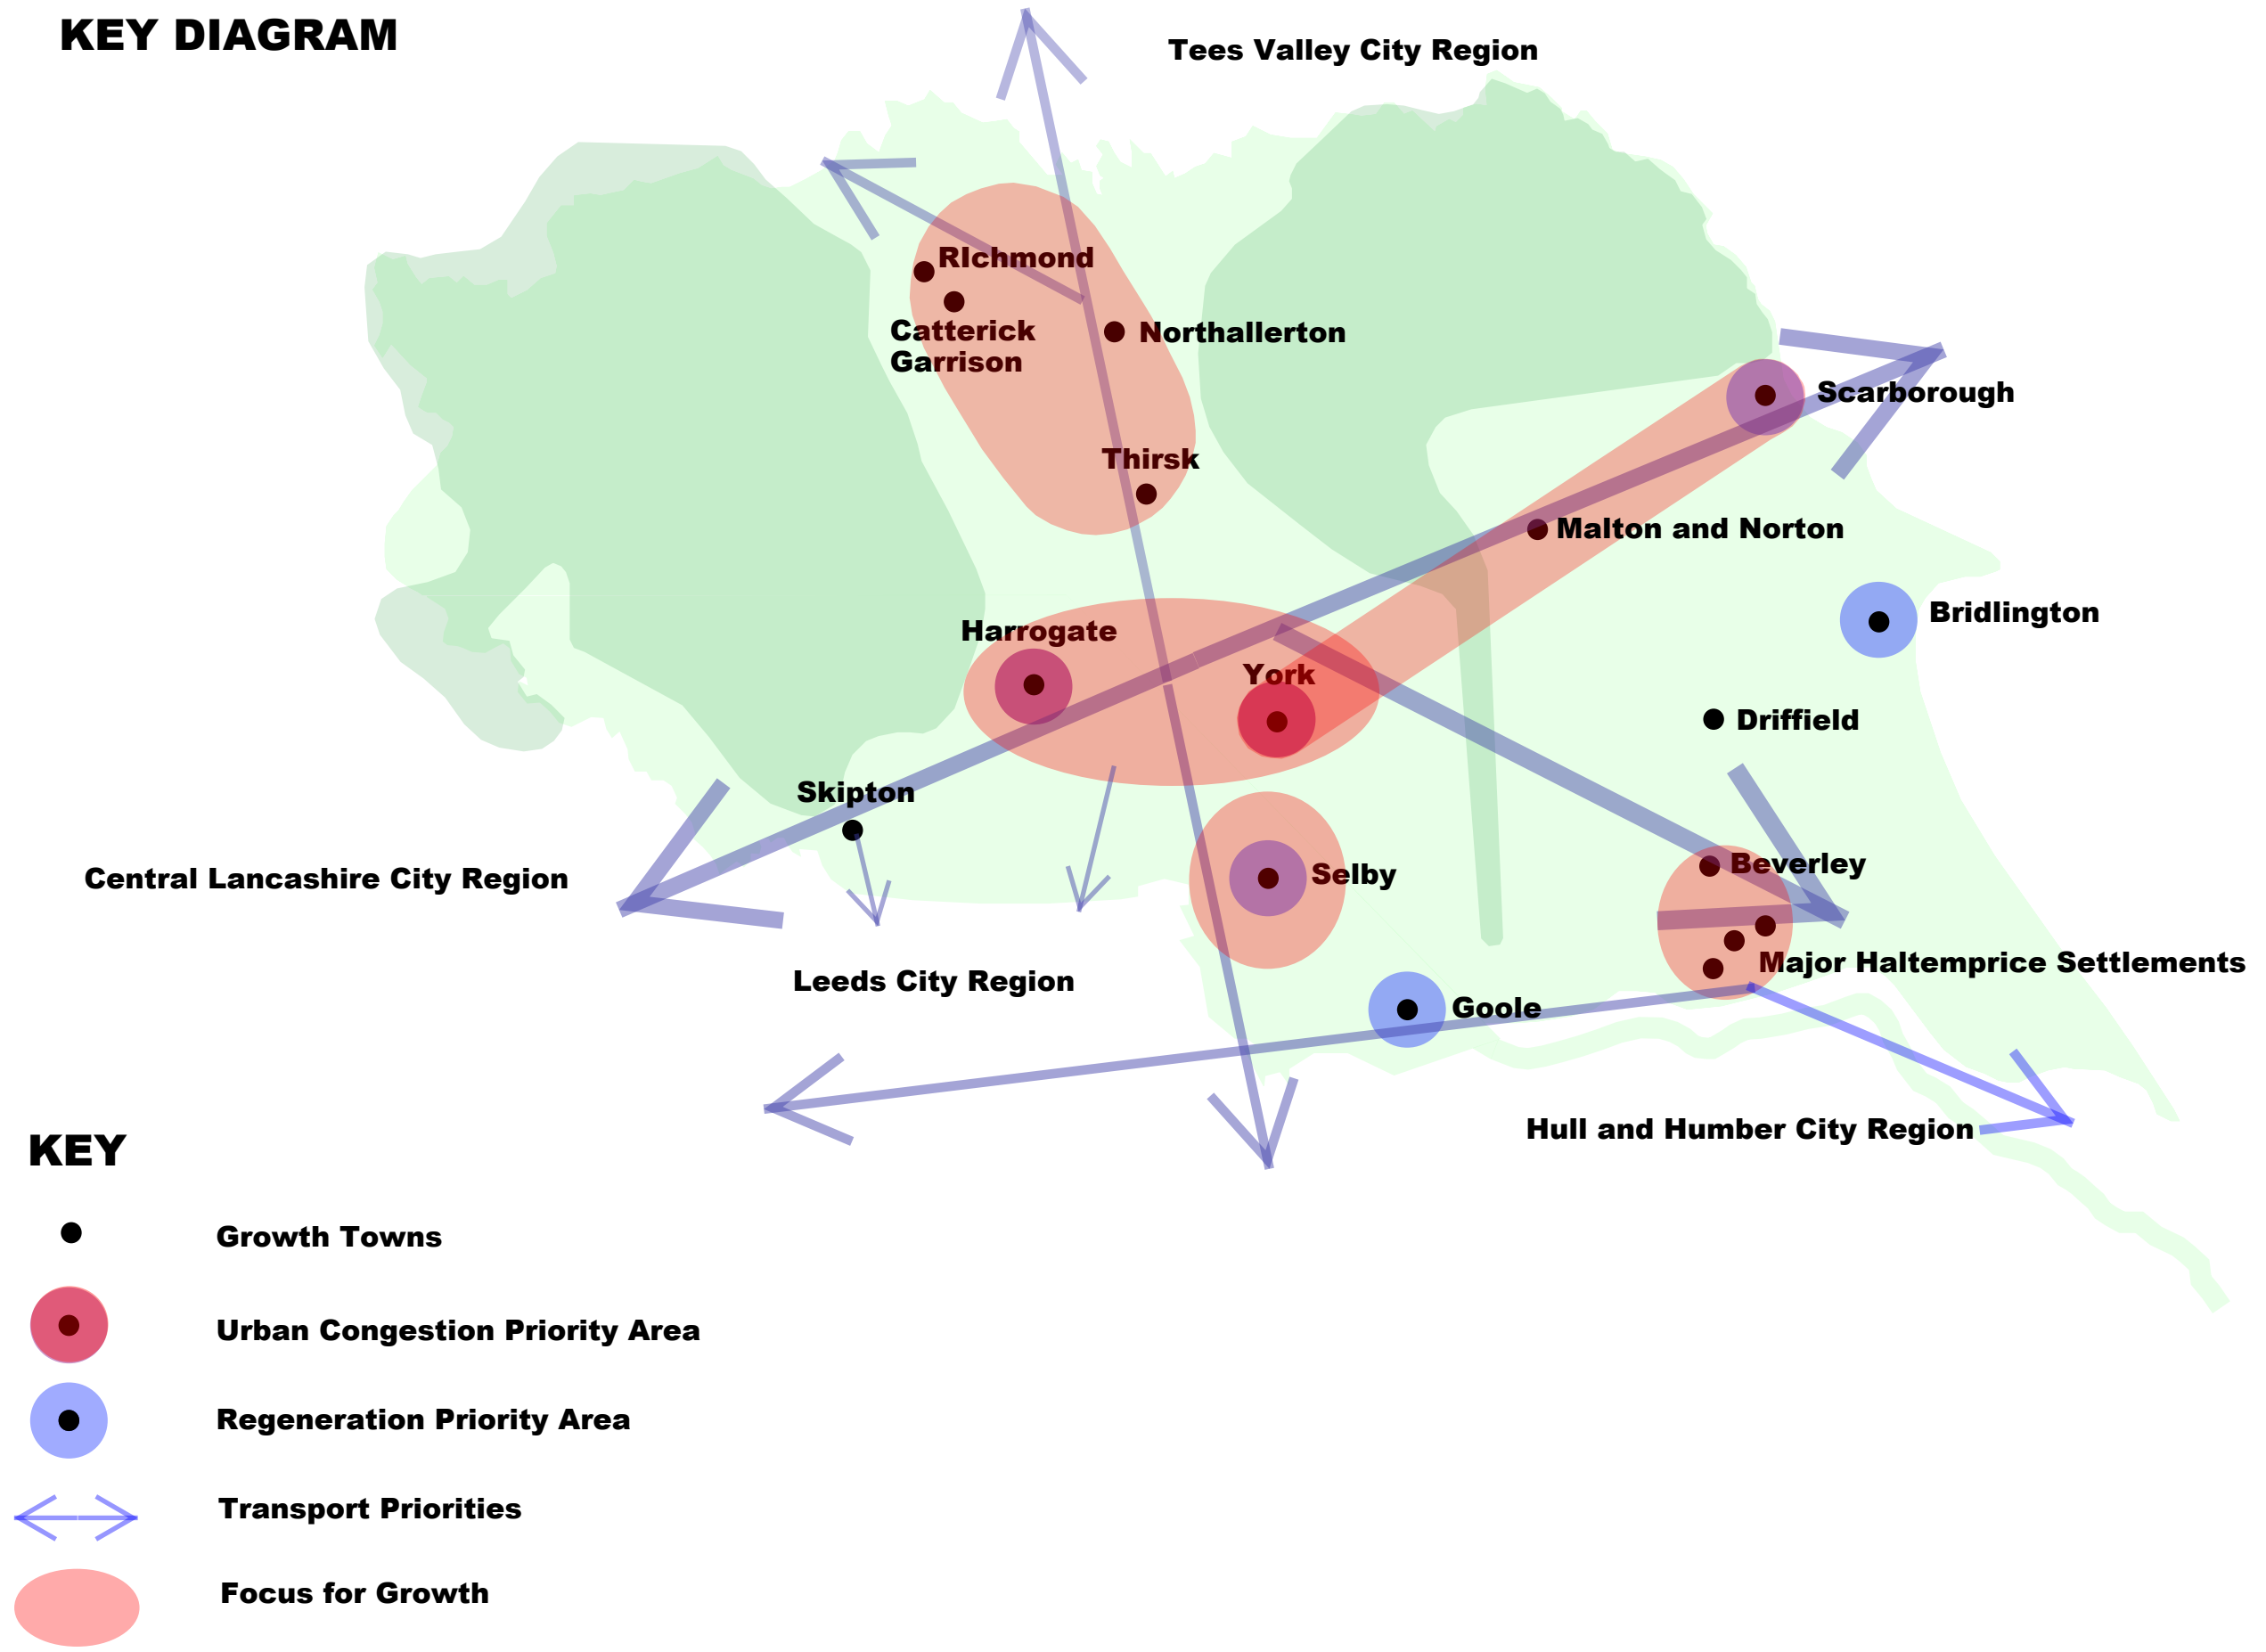 KEY DIAGRAM
Tees Valley City Region
RIchmond
Catterick
Garrison
Northallerton
Scarborough
Thirsk
Malton and Norton
Bridlington
Harrogate
York
Driffield
Skipton
Beverley
Central Lancashire City Region
Selby
Major Haltemprice Settlements
Leeds City Region
Goole
Hull and Humber City Region
KEY
Growth Towns
Urban Congestion Priority Area
Regeneration Priority Area
Transport Priorities
Focus for Growth